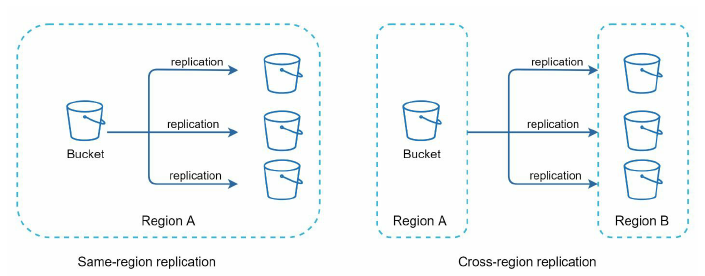 replication
replication
Bucket
replication
Region A
Same-region replication
replication
replication
Bucket
replication
Region A
Region B
Cross-region replication